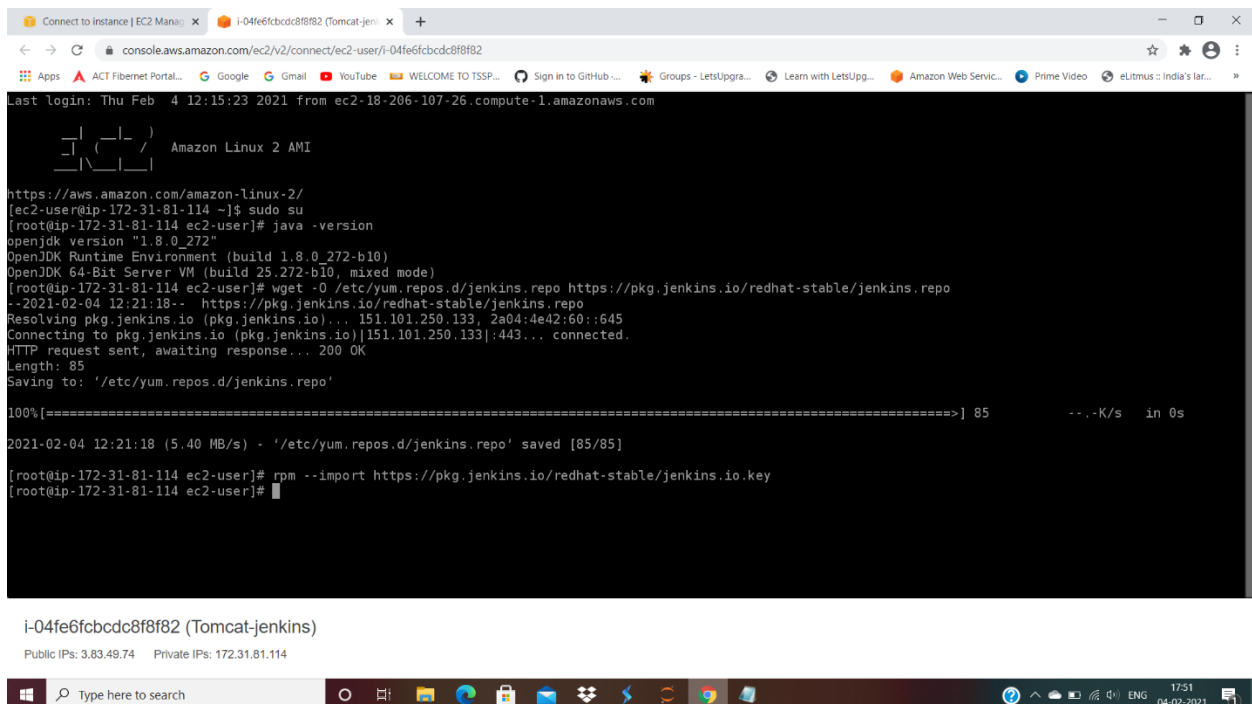 Connect to instance | EC2 Manag
i-04fe6fcbcdc8f8f82 (Tomcat-jen
console.aws.amazon.com/ec2/v2/connect/ec2-user/i-04fe6fcbcdc8f8f82
Apps ACT Fibernet Portal... Google Gmail YouTube WELCOME TO TSSP... Sign in to GitHub ·... Groups - LetsUpgra... Learn with LetsUpg... Amazon Web Servic... Prime Video eLitmus :: India's lar... »
Last login: Thu Feb  4 12:15:23 2021 from ec2-18-206-107-26.compute-1.amazonaws.com
       __|  __|_  )
       _|  (     /   Amazon Linux 2 AMI
      ___|\___|___|
https://aws.amazon.com/amazon-linux-2/
[ec2-user@ip-172-31-81-114 ~]$ sudo su
[root@ip-172-31-81-114 ec2-user]# java -version
openjdk version "1.8.0_272"
OpenJDK Runtime Environment (build 1.8.0_272-b10)
OpenJDK 64-Bit Server VM (build 25.272-b10, mixed mode)
[root@ip-172-31-81-114 ec2-user]# wget -O /etc/yum.repos.d/jenkins.repo https://pkg.jenkins.io/redhat-stable/jenkins.repo
--2021-02-04 12:21:18--  https://pkg.jenkins.io/redhat-stable/jenkins.repo
Resolving pkg.jenkins.io (pkg.jenkins.io)... 151.101.250.133, 2a04:4e42:60::645
Connecting to pkg.jenkins.io (pkg.jenkins.io)|151.101.250.133|:443... connected.
HTTP request sent, awaiting response... 200 OK
Length: 85
Saving to: '/etc/yum.repos.d/jenkins.repo'
100%[=====================================================================================================================>] 85          --.-K/s   in 0s
2021-02-04 12:21:18 (5.40 MB/s) - '/etc/yum.repos.d/jenkins.repo' saved [85/85]
[root@ip-172-31-81-114 ec2-user]# rpm --import https://pkg.jenkins.io/redhat-stable/jenkins.io.key
[root@ip-172-31-81-114 ec2-user]#
i-04fe6fcbcdc8f8f82 (Tomcat-jenkins)
Public IPs: 3.83.49.74 Private IPs: 172.31.81.114
Type here to search
ENG
17:51
04-02-2021
1